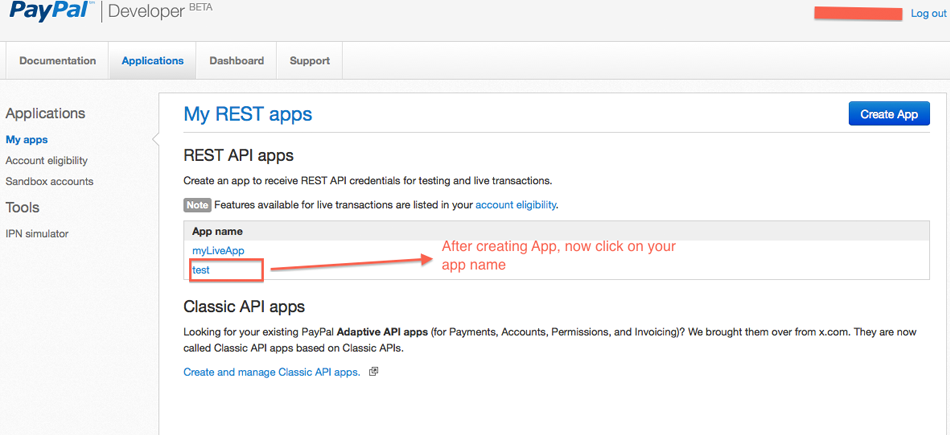 PayPal Developer BETA
Log out
Documentation Applications Dashboard Support
Applications
My apps
Account eligibility
Sandbox accounts
Tools
IPN simulator
My REST apps
Create App
REST API apps
Create an app to receive REST API credentials for testing and live transactions.
Note Features available for live transactions are listed in your account eligibility.
App name
myLiveApp
test
After creating App, now click on your
app name
Classic API apps
Looking for your existing PayPal Adaptive API apps (for Payments, Accounts, Permissions, and Invoicing)? We brought them over from x.com. They are now
called Classic API apps based on Classic APIs.
Create and manage Classic API apps.